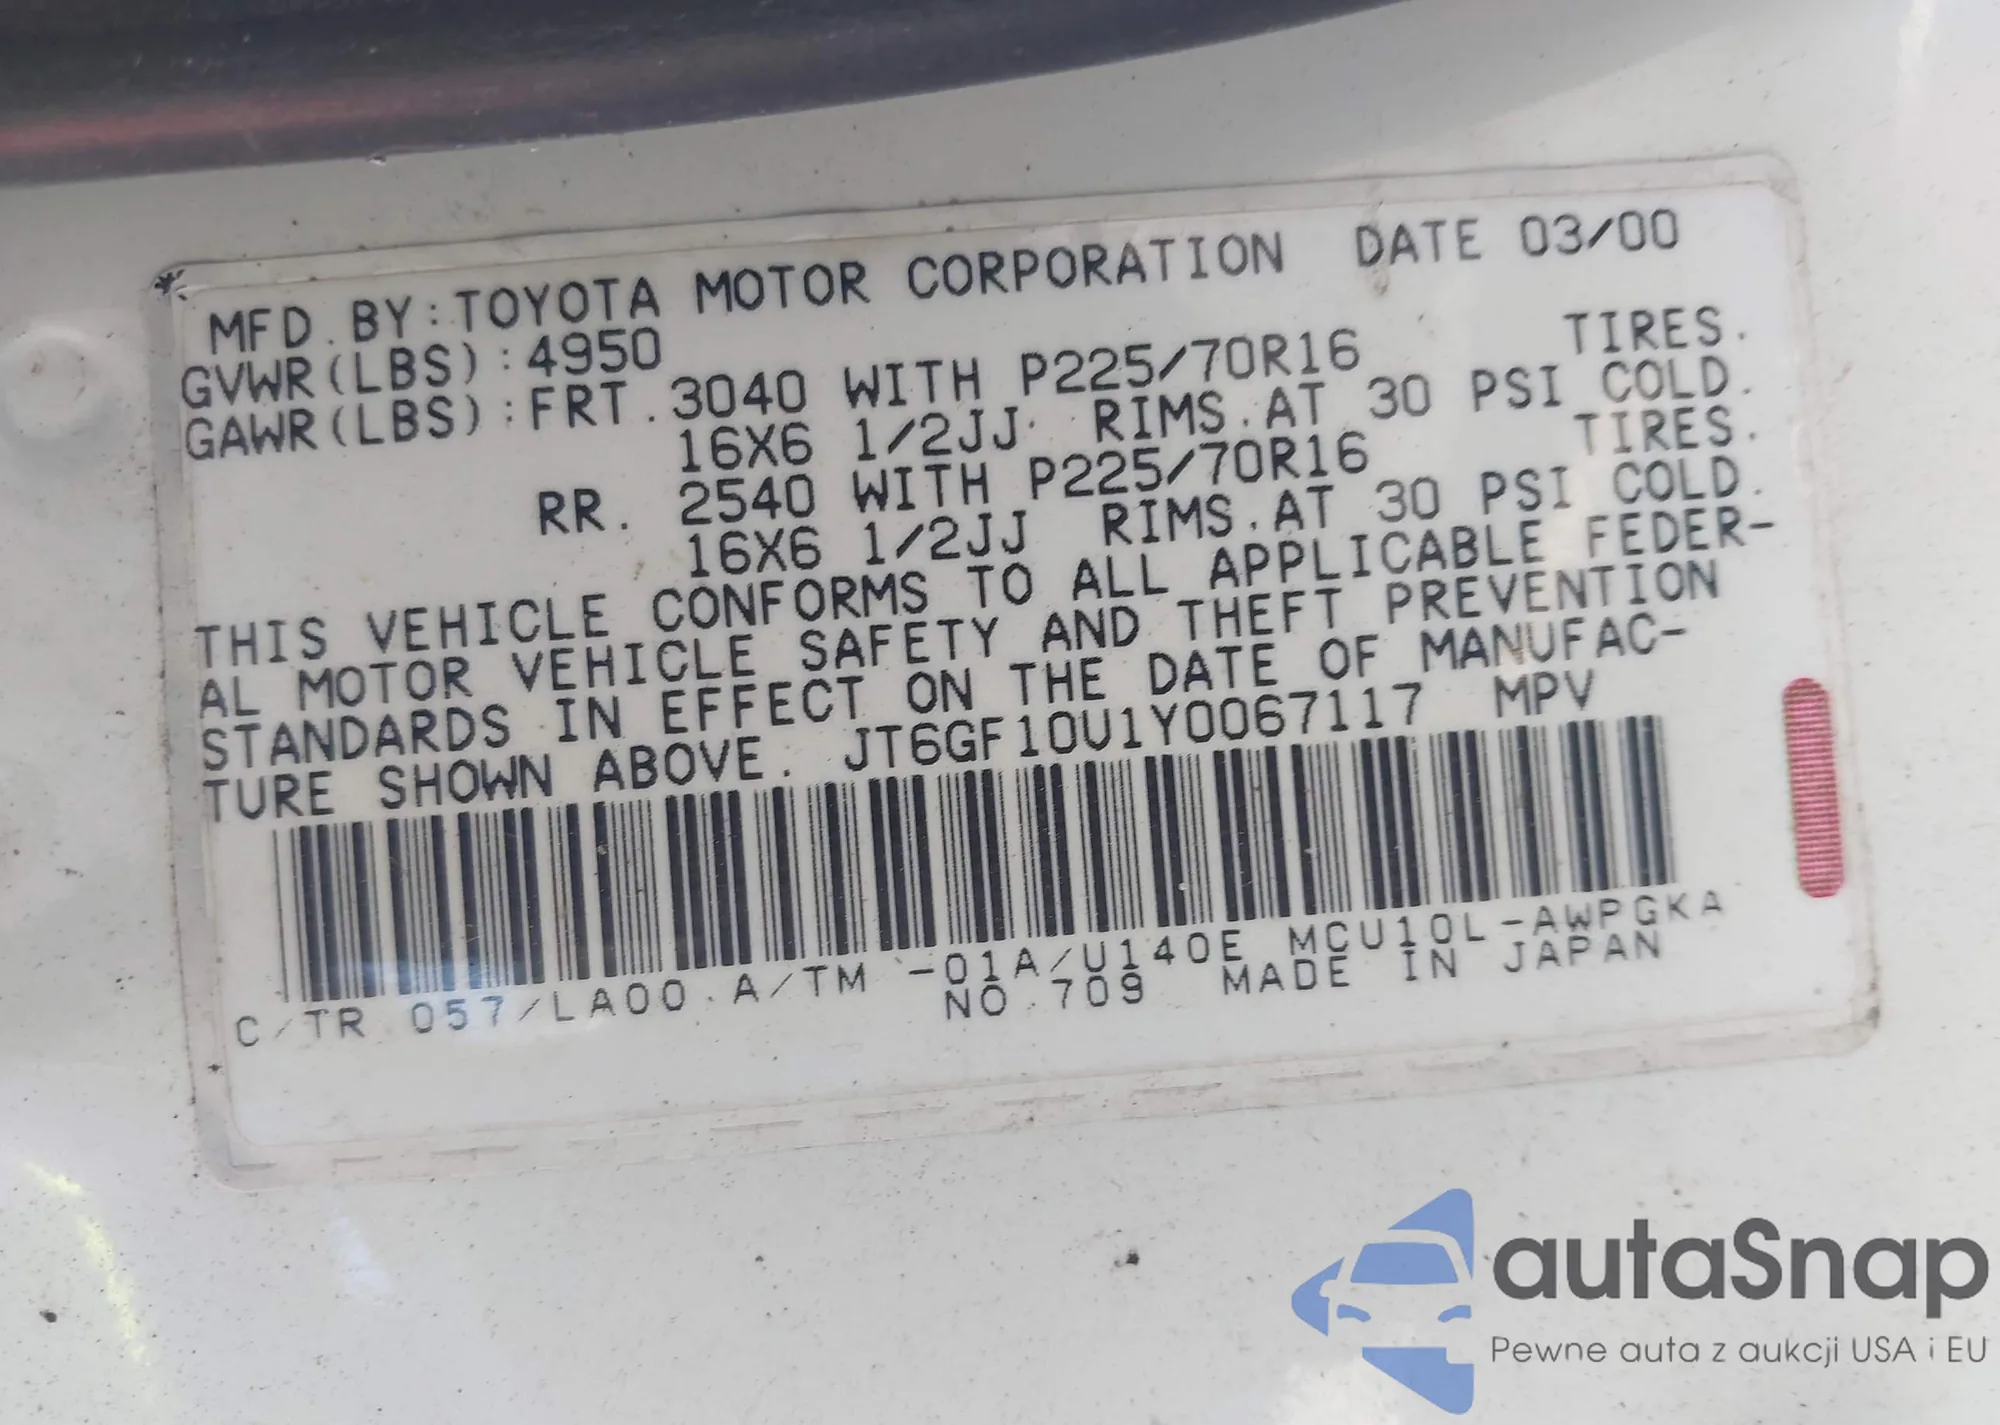 MFD.BY:TOYOTA MOTOR CORPORATION DATE 03/00
GVWR(LBS):4950
GAWR(LBS):FRT.3040 WITH P225/70R16 TIRES.
16X6 1/2JJ RIMS.AT 30 PSI COLD.
RR. 2540 WITH P225/70R16 TIRES.
16X6 1/2JJ RIMS.AT 30 PSI COLD.
THIS VEHICLE CONFORMS TO ALL APPLICABLE FEDER-
AL MOTOR VEHICLE SAFETY AND THEFT PREVENTION
STANDARDS IN EFFECT ON THE DATE OF MANUFAC-
TURE SHOWN ABOVE. JT6GF10U1Y0067117 MPV
C/TR 057/LA00.A/TM -01A/U140E MCU10L-AWPGKA
NO.709 MADE IN JAPAN
autaSnap
Pewne auta z aukcji USA i EU